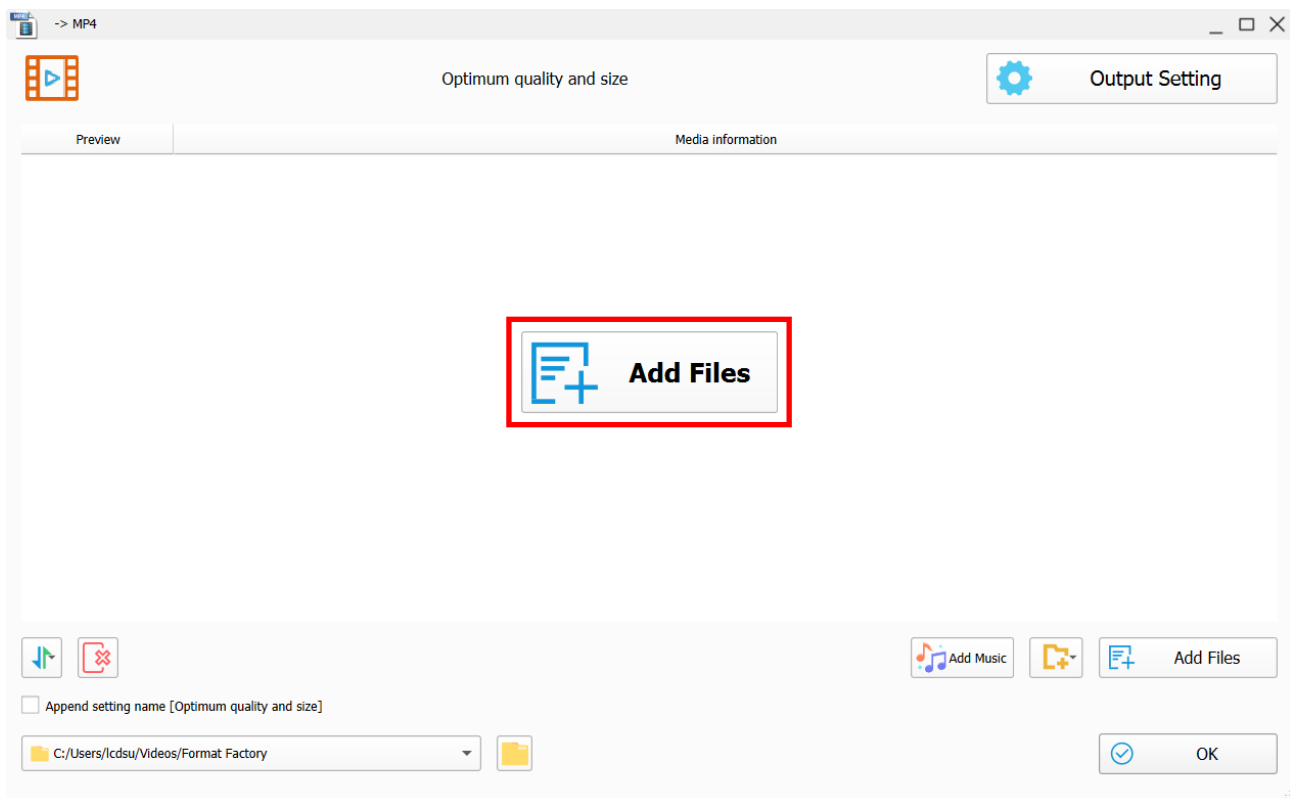 -> MP4
Optimum quality and size
Output Setting
Preview
Media information
Add Files
Add Music
Add Files
Append setting name [Optimum quality and size]
C:/Users/lcdsu/Videos/Format Factory
OK